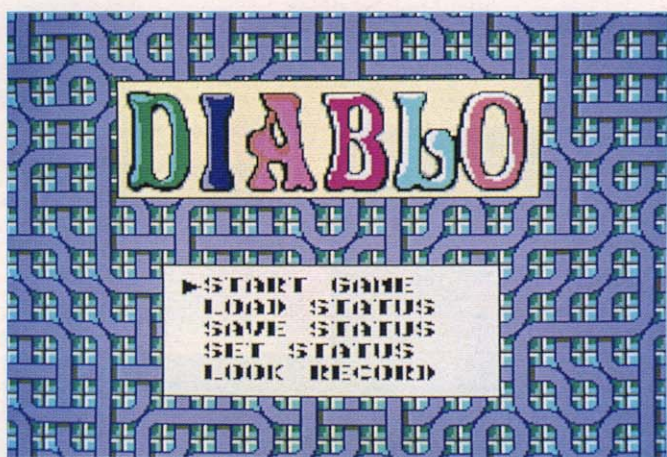 DIABLO
►START GAME
LOAD STATUS
SAVE STATUS
SET STATUS
LOOK RECORD